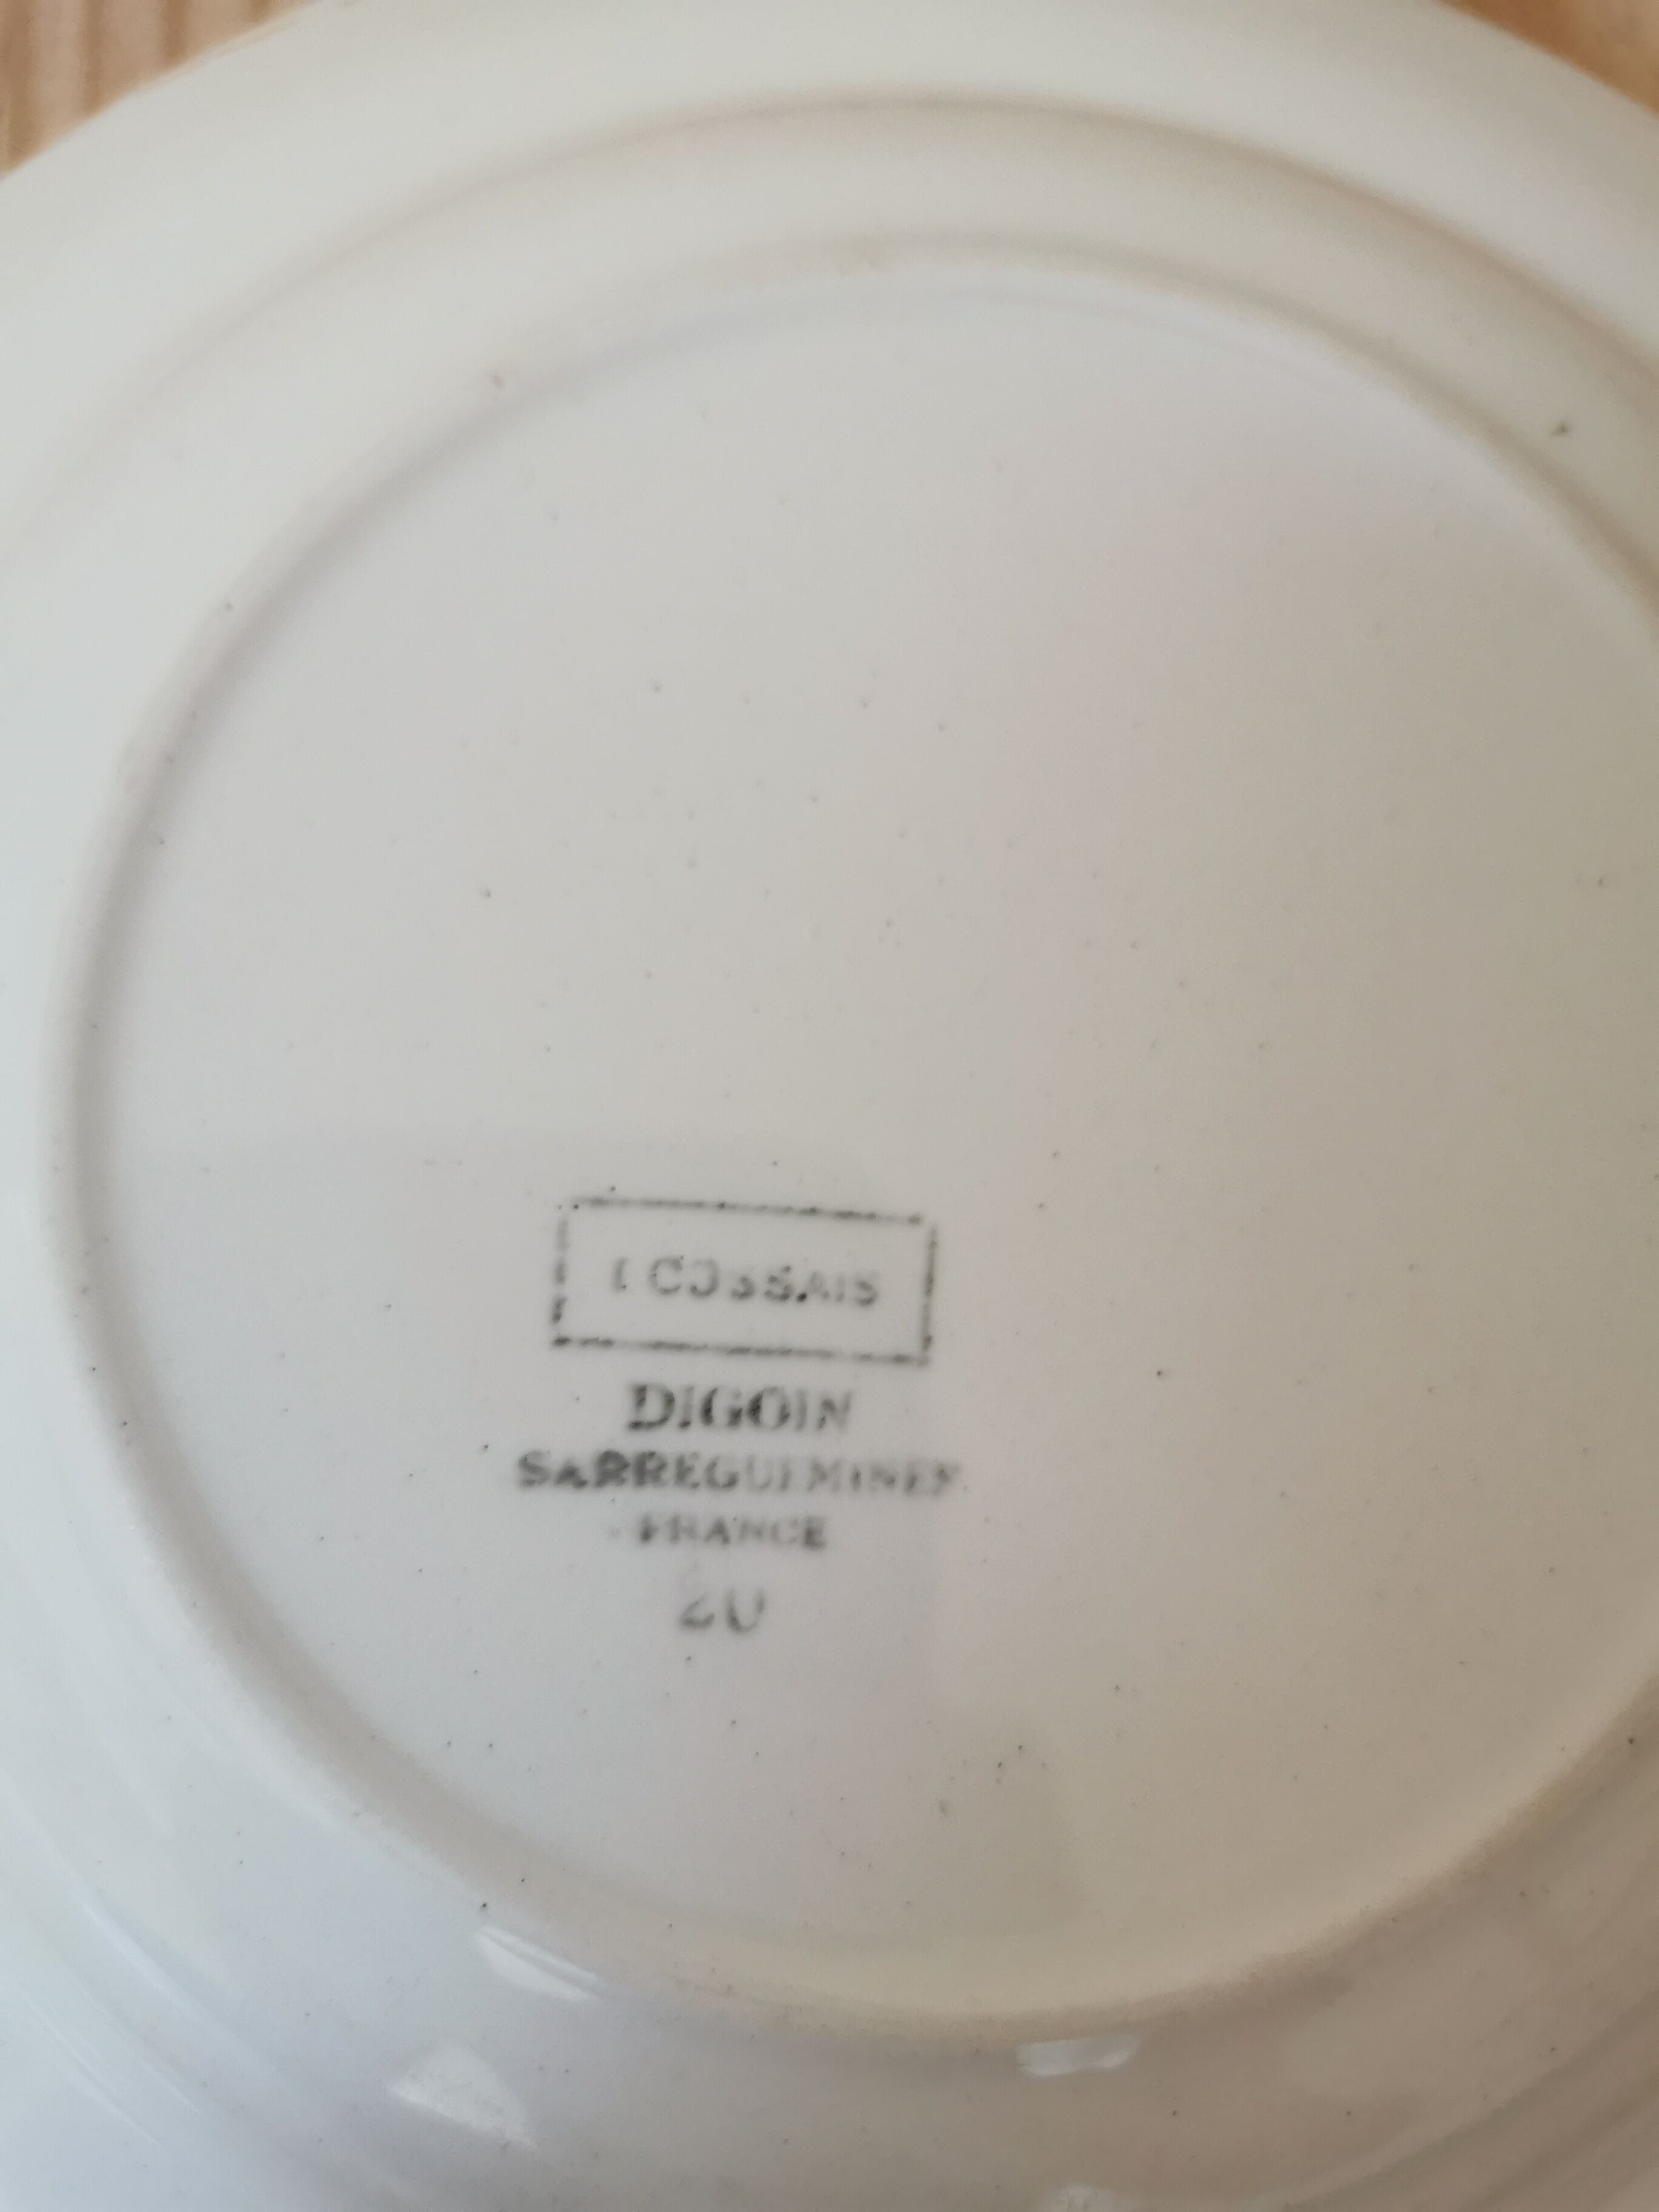 ECOSSAIS
DIGOIN
SARREGUEMINES
FRANCE
20